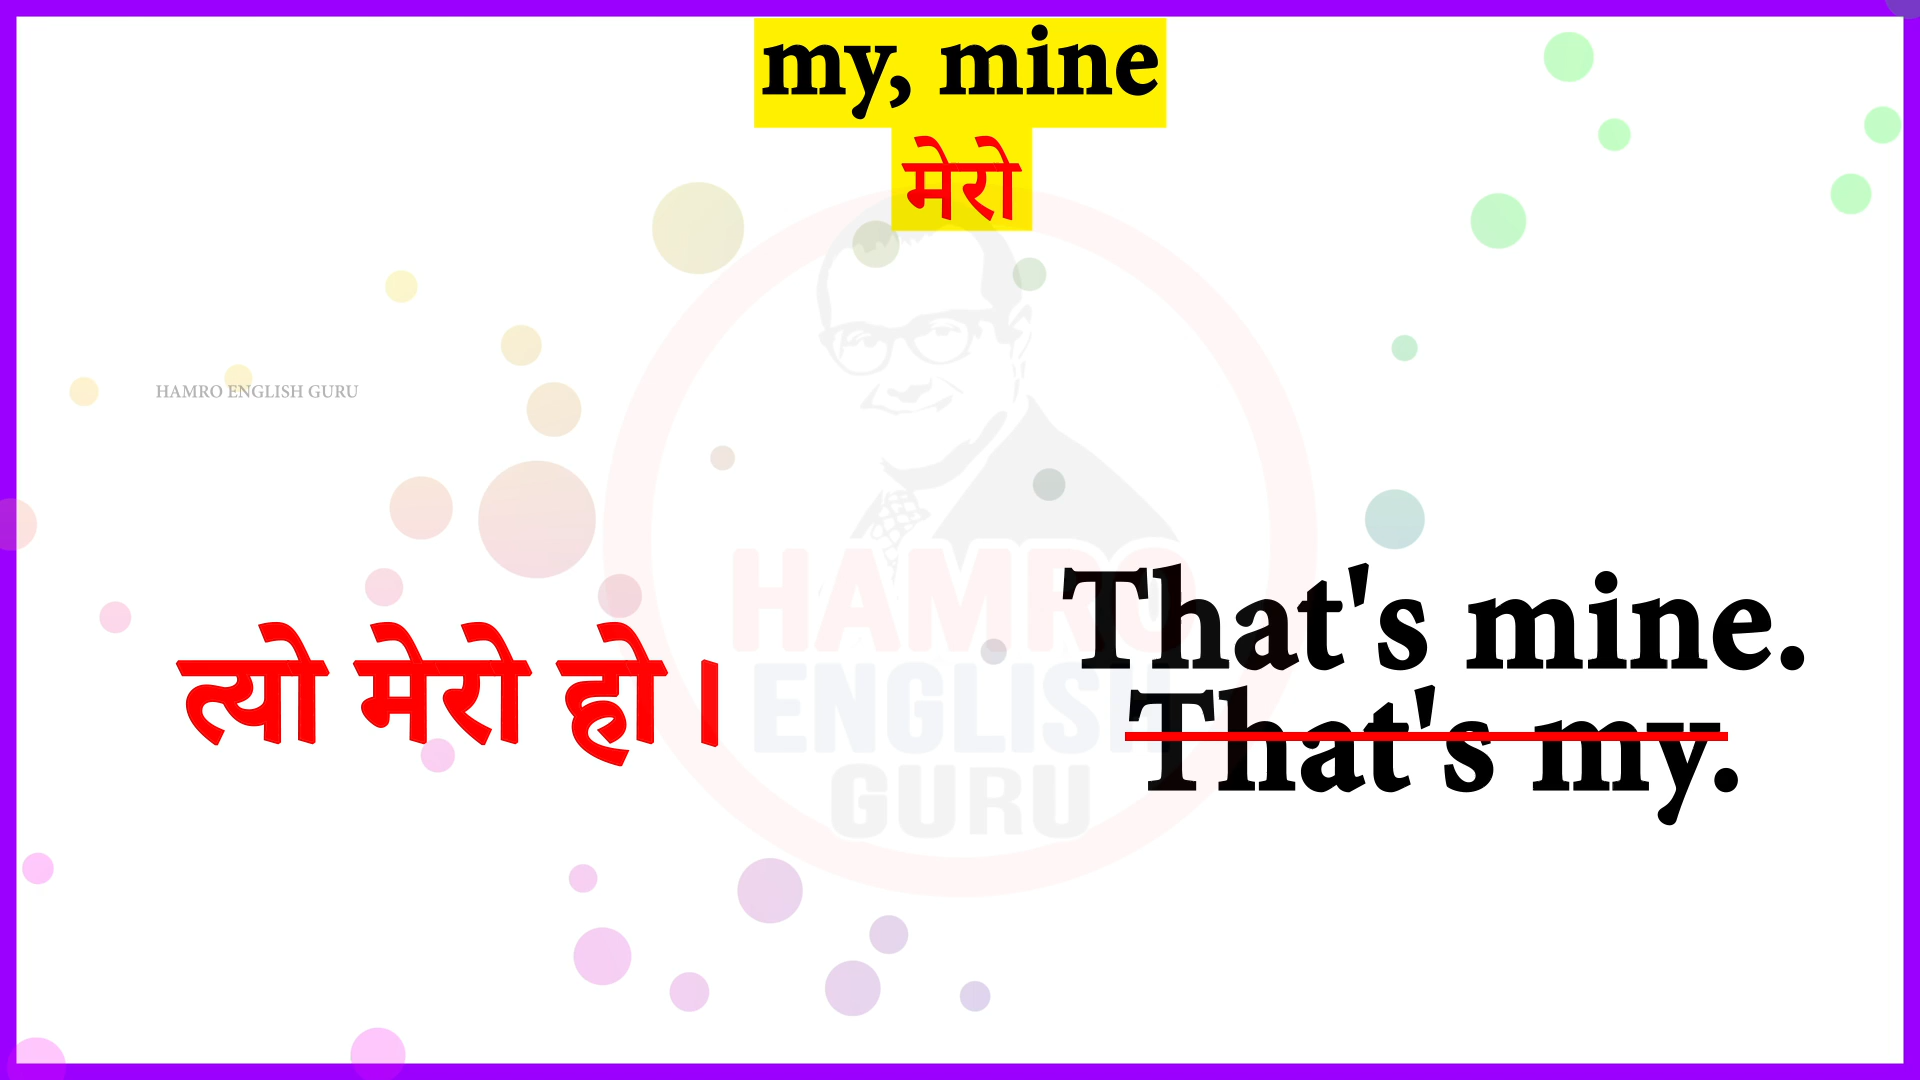 my, mine
मेरो
HAMRO ENGLISH GURU
त्यो मेरो हो।
That's mine.
That's my.
HAMRO
ENGLISH
GURU